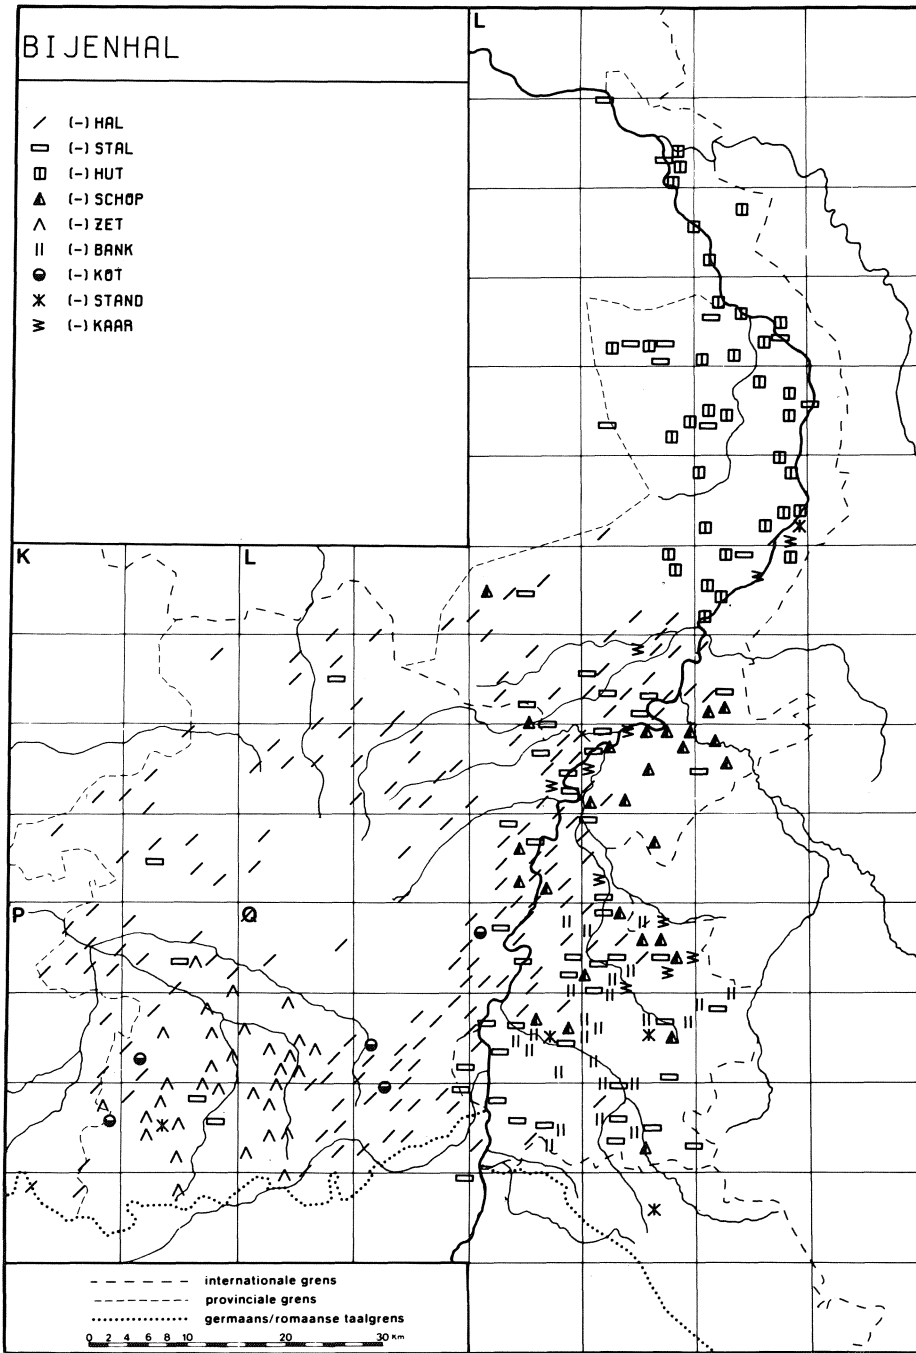 BIJENHAL
(-) HAL
(-) STAL
(-) HUT
(-) SCHOP
(-) ZET
(-) BANK
(-) KOT
(-) STAND
(-) KAAR
L
K
L
P
Q
internationale grens
provinciale grens
germaans/romaanse taalgrens
0 2 4 6 8 10 20 30 Km